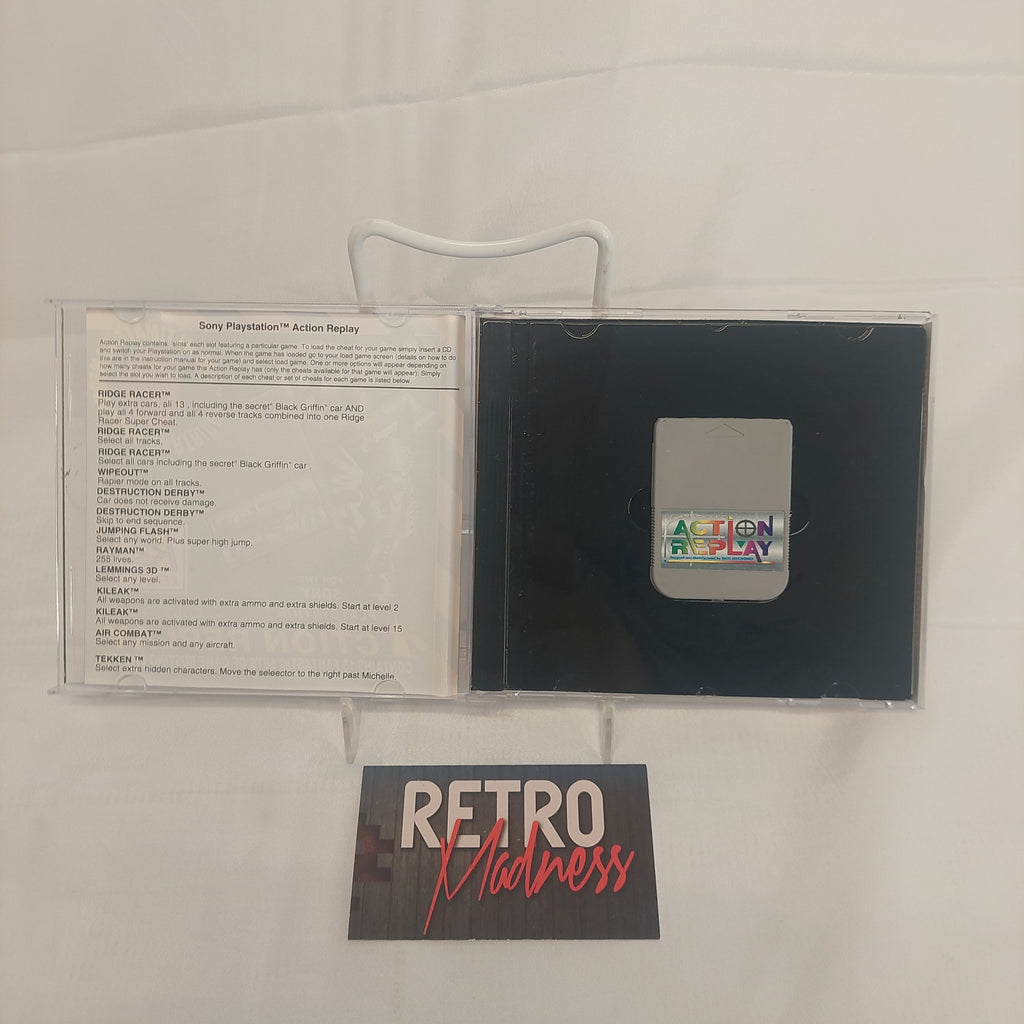 Sony Playstation™ Action Replay
Action Replay contains 'slots' each slot featuring a particular game. To load the cheat for your game simply insert a CD
and switch your Playstation on as normal. When the game has loaded go to your load game screen (details on how to do
this are in the instruction manual for your game) and select load game. One or more options will appear depending on
how many cheats for your game this Action Replay has (only the cheats available for that game will appear). Simply
select the slot you wish to load. A description of each cheat or set of cheats for each game is listed below.
RIDGE RACER™
Play extra cars, all 13 , including the secret" Black Griffin" car AND
play all 4 forward and all 4 reverse tracks combined into one Ridge
Racer Super Cheat.
RIDGE RACER™
Select all tracks.
RIDGE RACER™
Select all cars including the secret" Black Griffin" car .
WIPEOUT™
Rapier mode on all tracks.
DESTRUCTION DERBY™
Car does not receive damage.
DESTRUCTION DERBY™
Skip to end sequence.
JUMPING FLASH™
Select any world. Plus super high jump.
RAYMAN™
255 lives.
LEMMINGS 3D ™
Select any level.
KILEAK™
All weapons are activated with extra ammo and extra shields. Start at level 2
KILEAK™
All weapons are activated with extra ammo and extra shields. Start at level 15
AIR COMBAT™
Select any mission and any aircraft.
TEKKEN ™
Select extra hidden characters. Move the seleector to the right past Michelle.
ACTION
REPLAY
RETRO
Madness